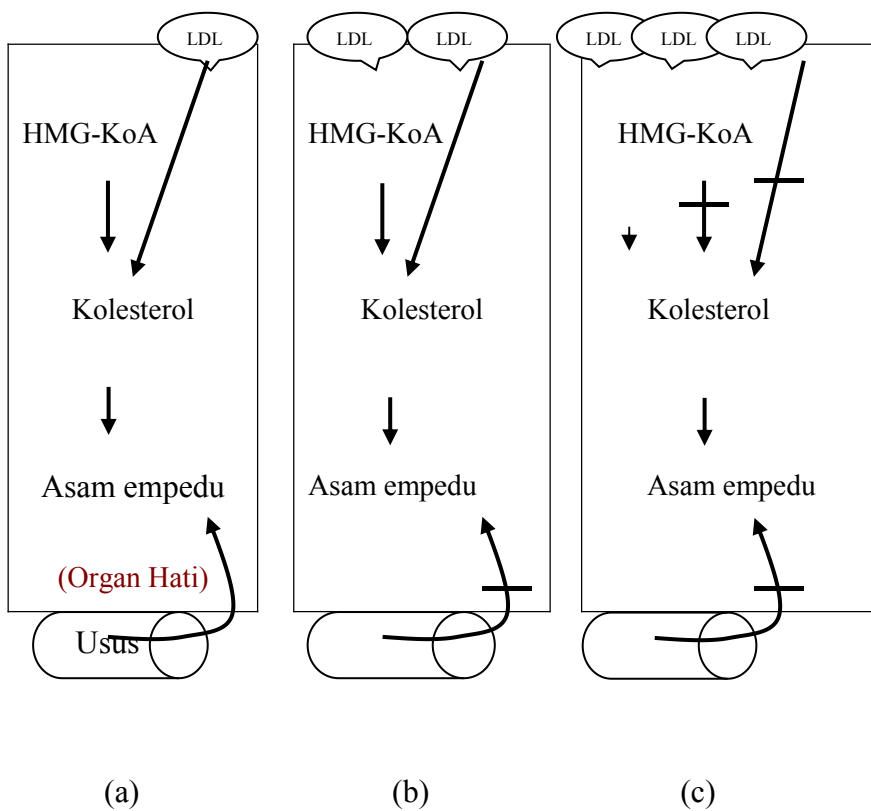 LDL
HMG-KoA
Kolesterol
Asam empedu
(Organ Hati)
Usus
(a)
LDL LDL
HMG-KoA
Kolesterol
Asam empedu
(b)
LDL LDL LDL
HMG-KoA
Kolesterol
Asam empedu
(c)